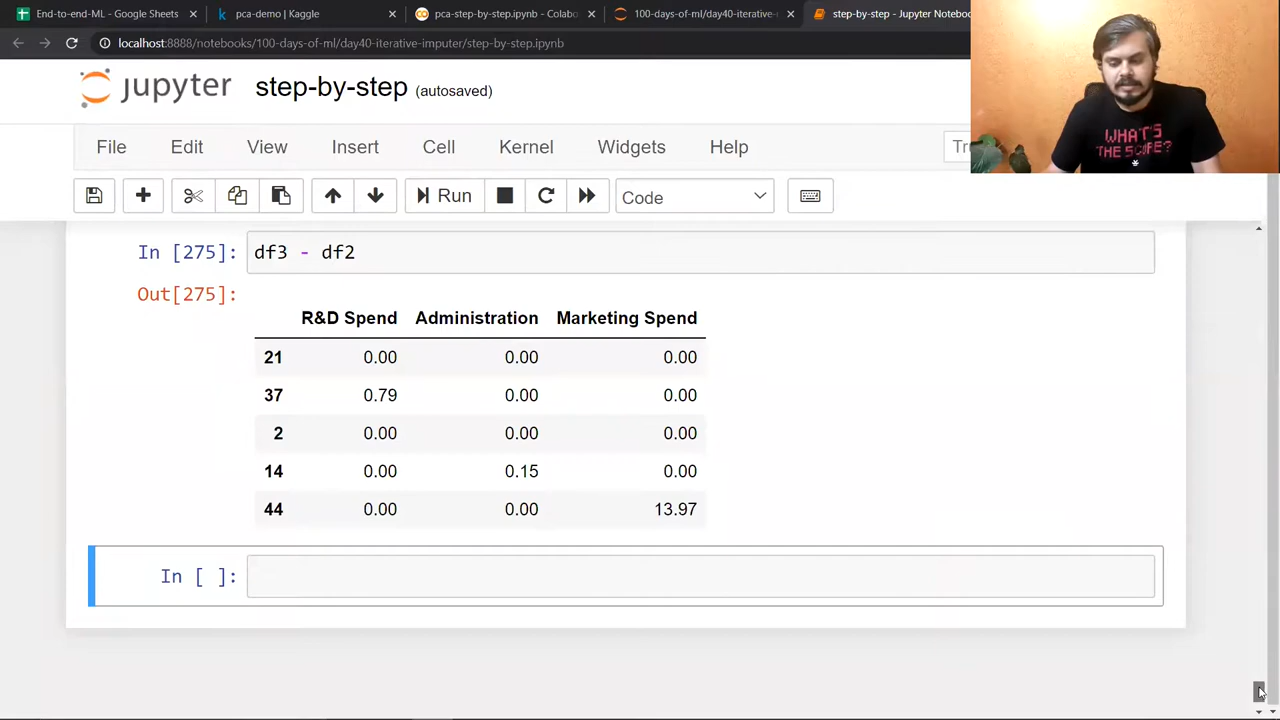 End-to-end-ML - Google Sheets
pca-demo | Kaggle
pca-step-by-step.ipynb - Colabo
100-days-of-ml/day40-iterative-
step-by-step - Jupyter Notebook
localhost:8888/notebooks/100-days-of-ml/day40-iterative-imputer/step-by-step.ipynb
jupyter step-by-step (autosaved)
WHAT'S
THE SCOPE?
File Edit View Insert Cell Kernel Widgets Help
Run Code
In [275]: df3 - df2
Out[275]:
R&D Spend Administration Marketing Spend
21 0.00 0.00 0.00
37 0.79 0.00 0.00
2 0.00 0.00 0.00
14 0.00 0.15 0.00
44 0.00 0.00 13.97
In [ ]: